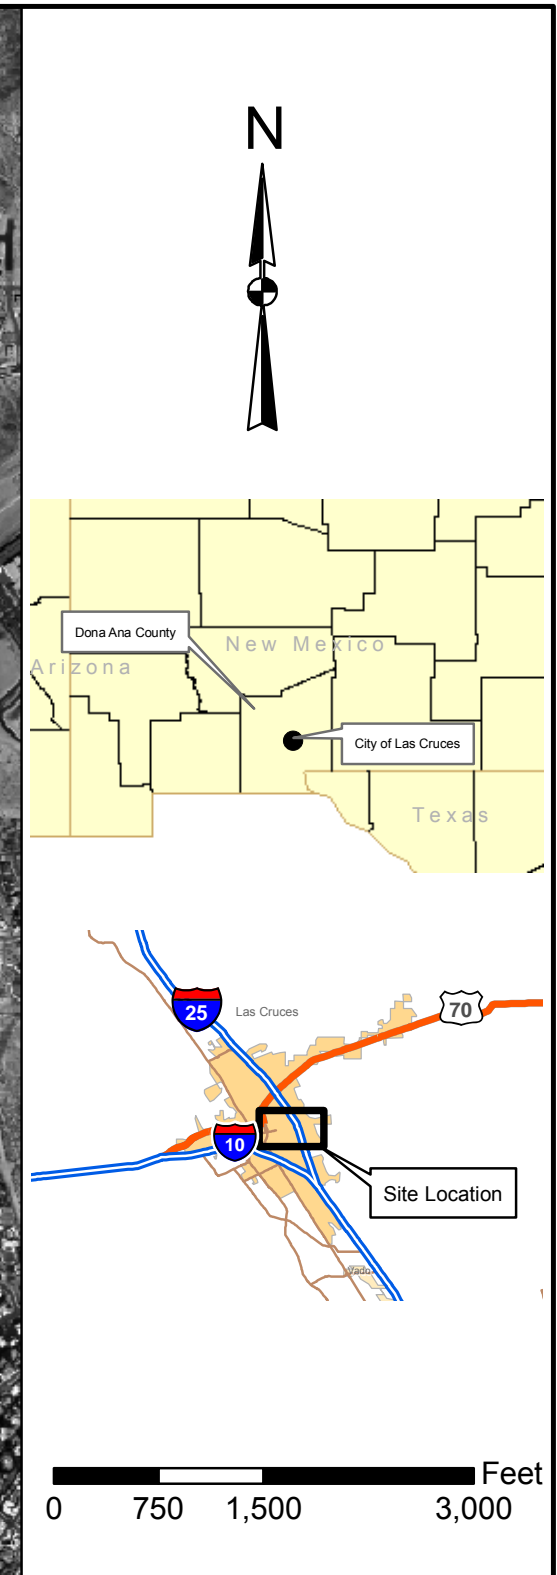 N
Dona Ana County
New Mexico
Arizona
City of Las Cruces
Texas
25
Las Cruces
70
10
Site Location
Vado
Feet
0 750 1,500 3,000